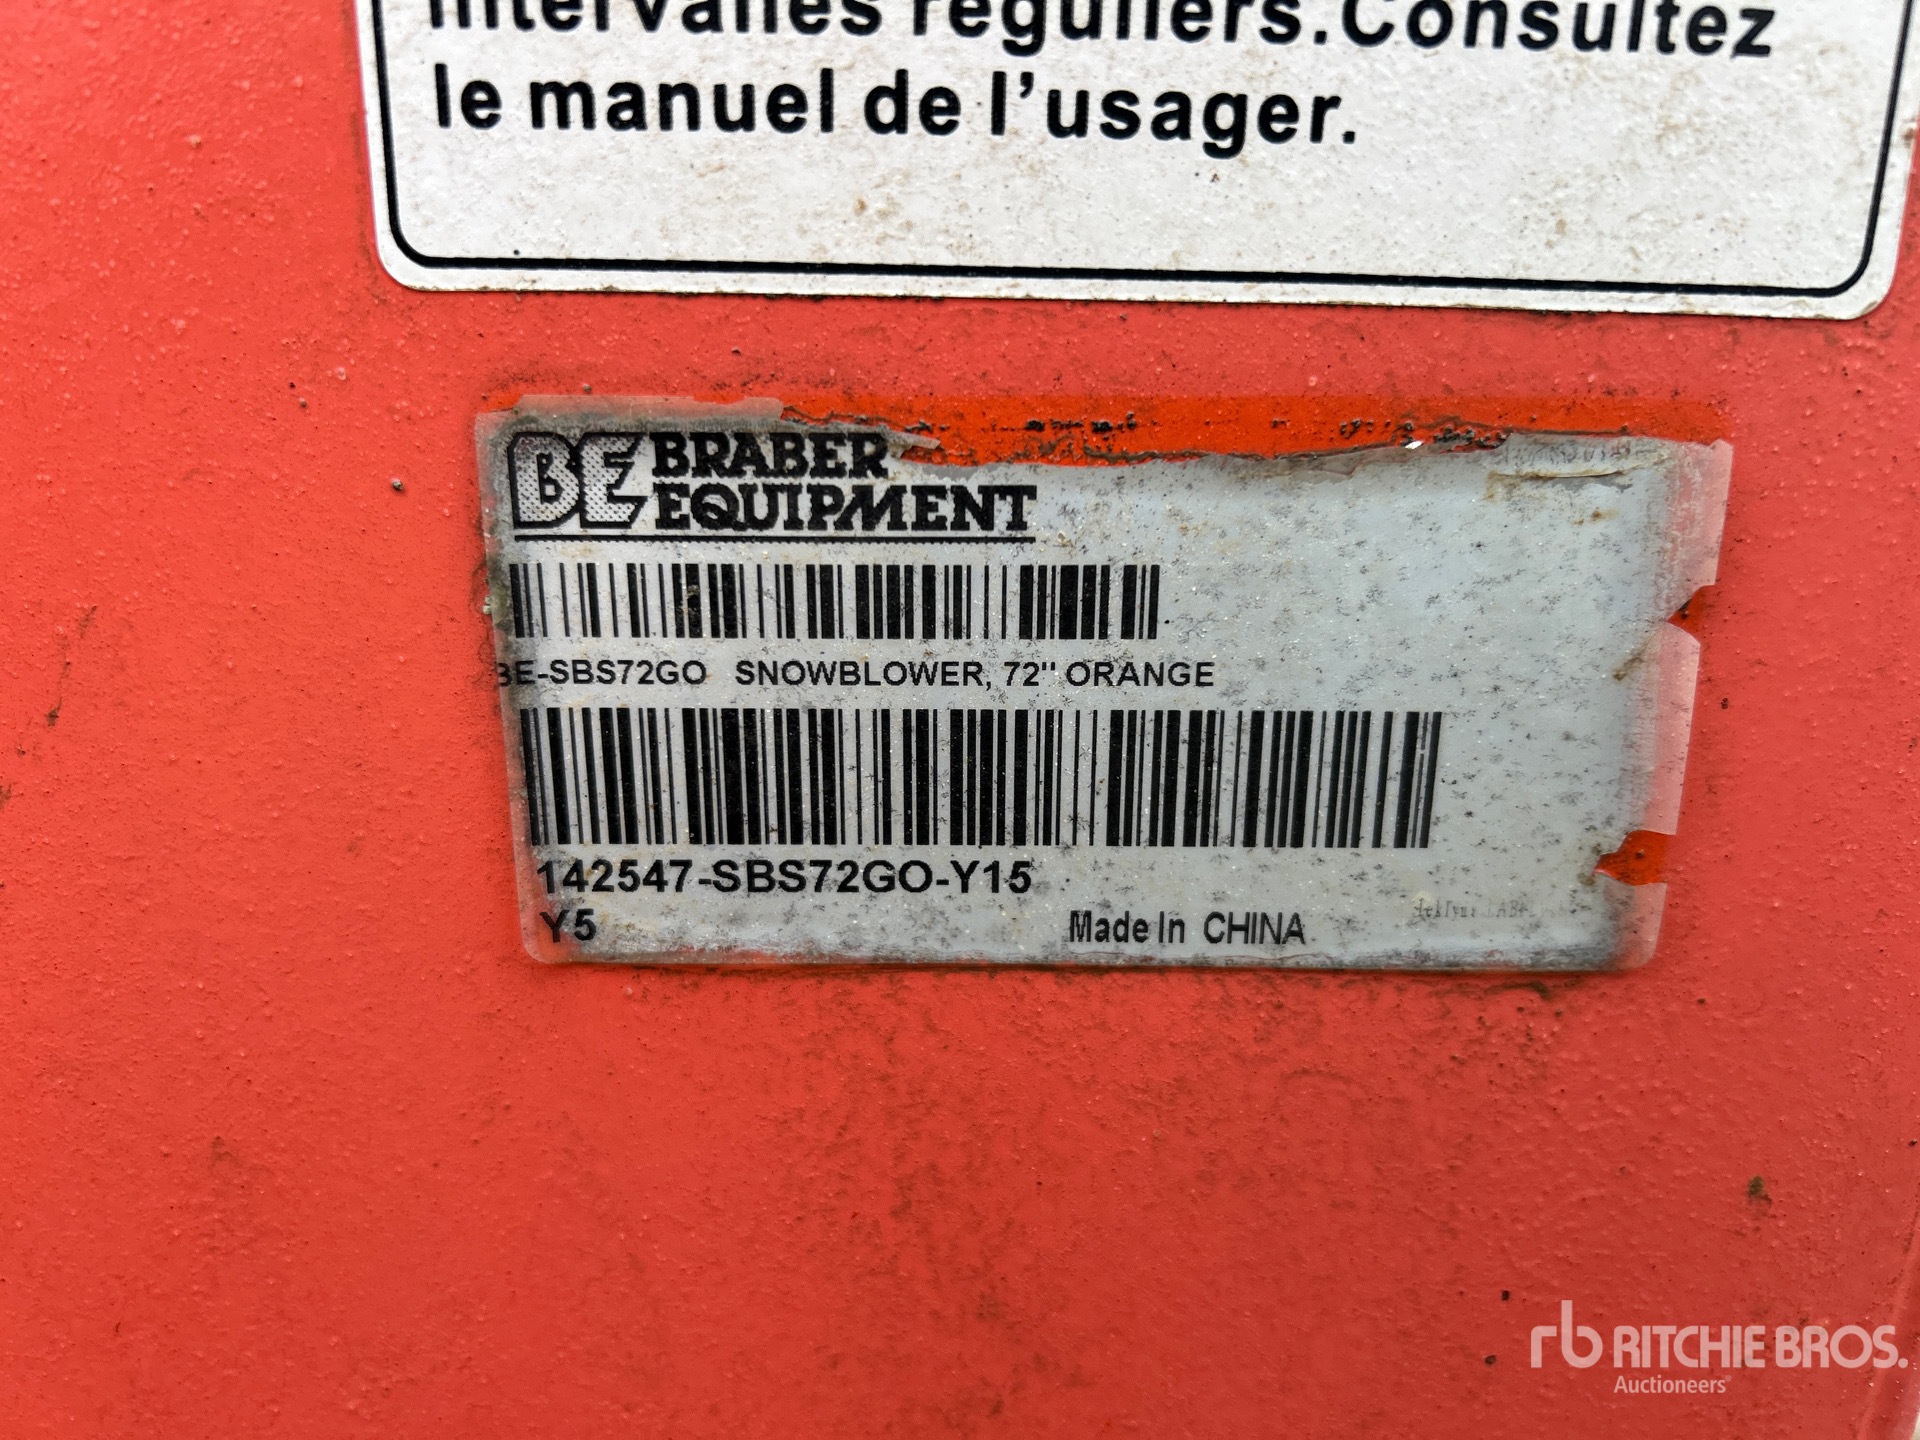 intervalles réguliers.Consultez
le manuel de l'usager.
BE BRABER
EQUIPMENT
BE-SBS72GO SNOWBLOWER, 72" ORANGE
142547-SBS72GO-Y15
Y5 Made In CHINA
rb RITCHIE BROS.
Auctioneers